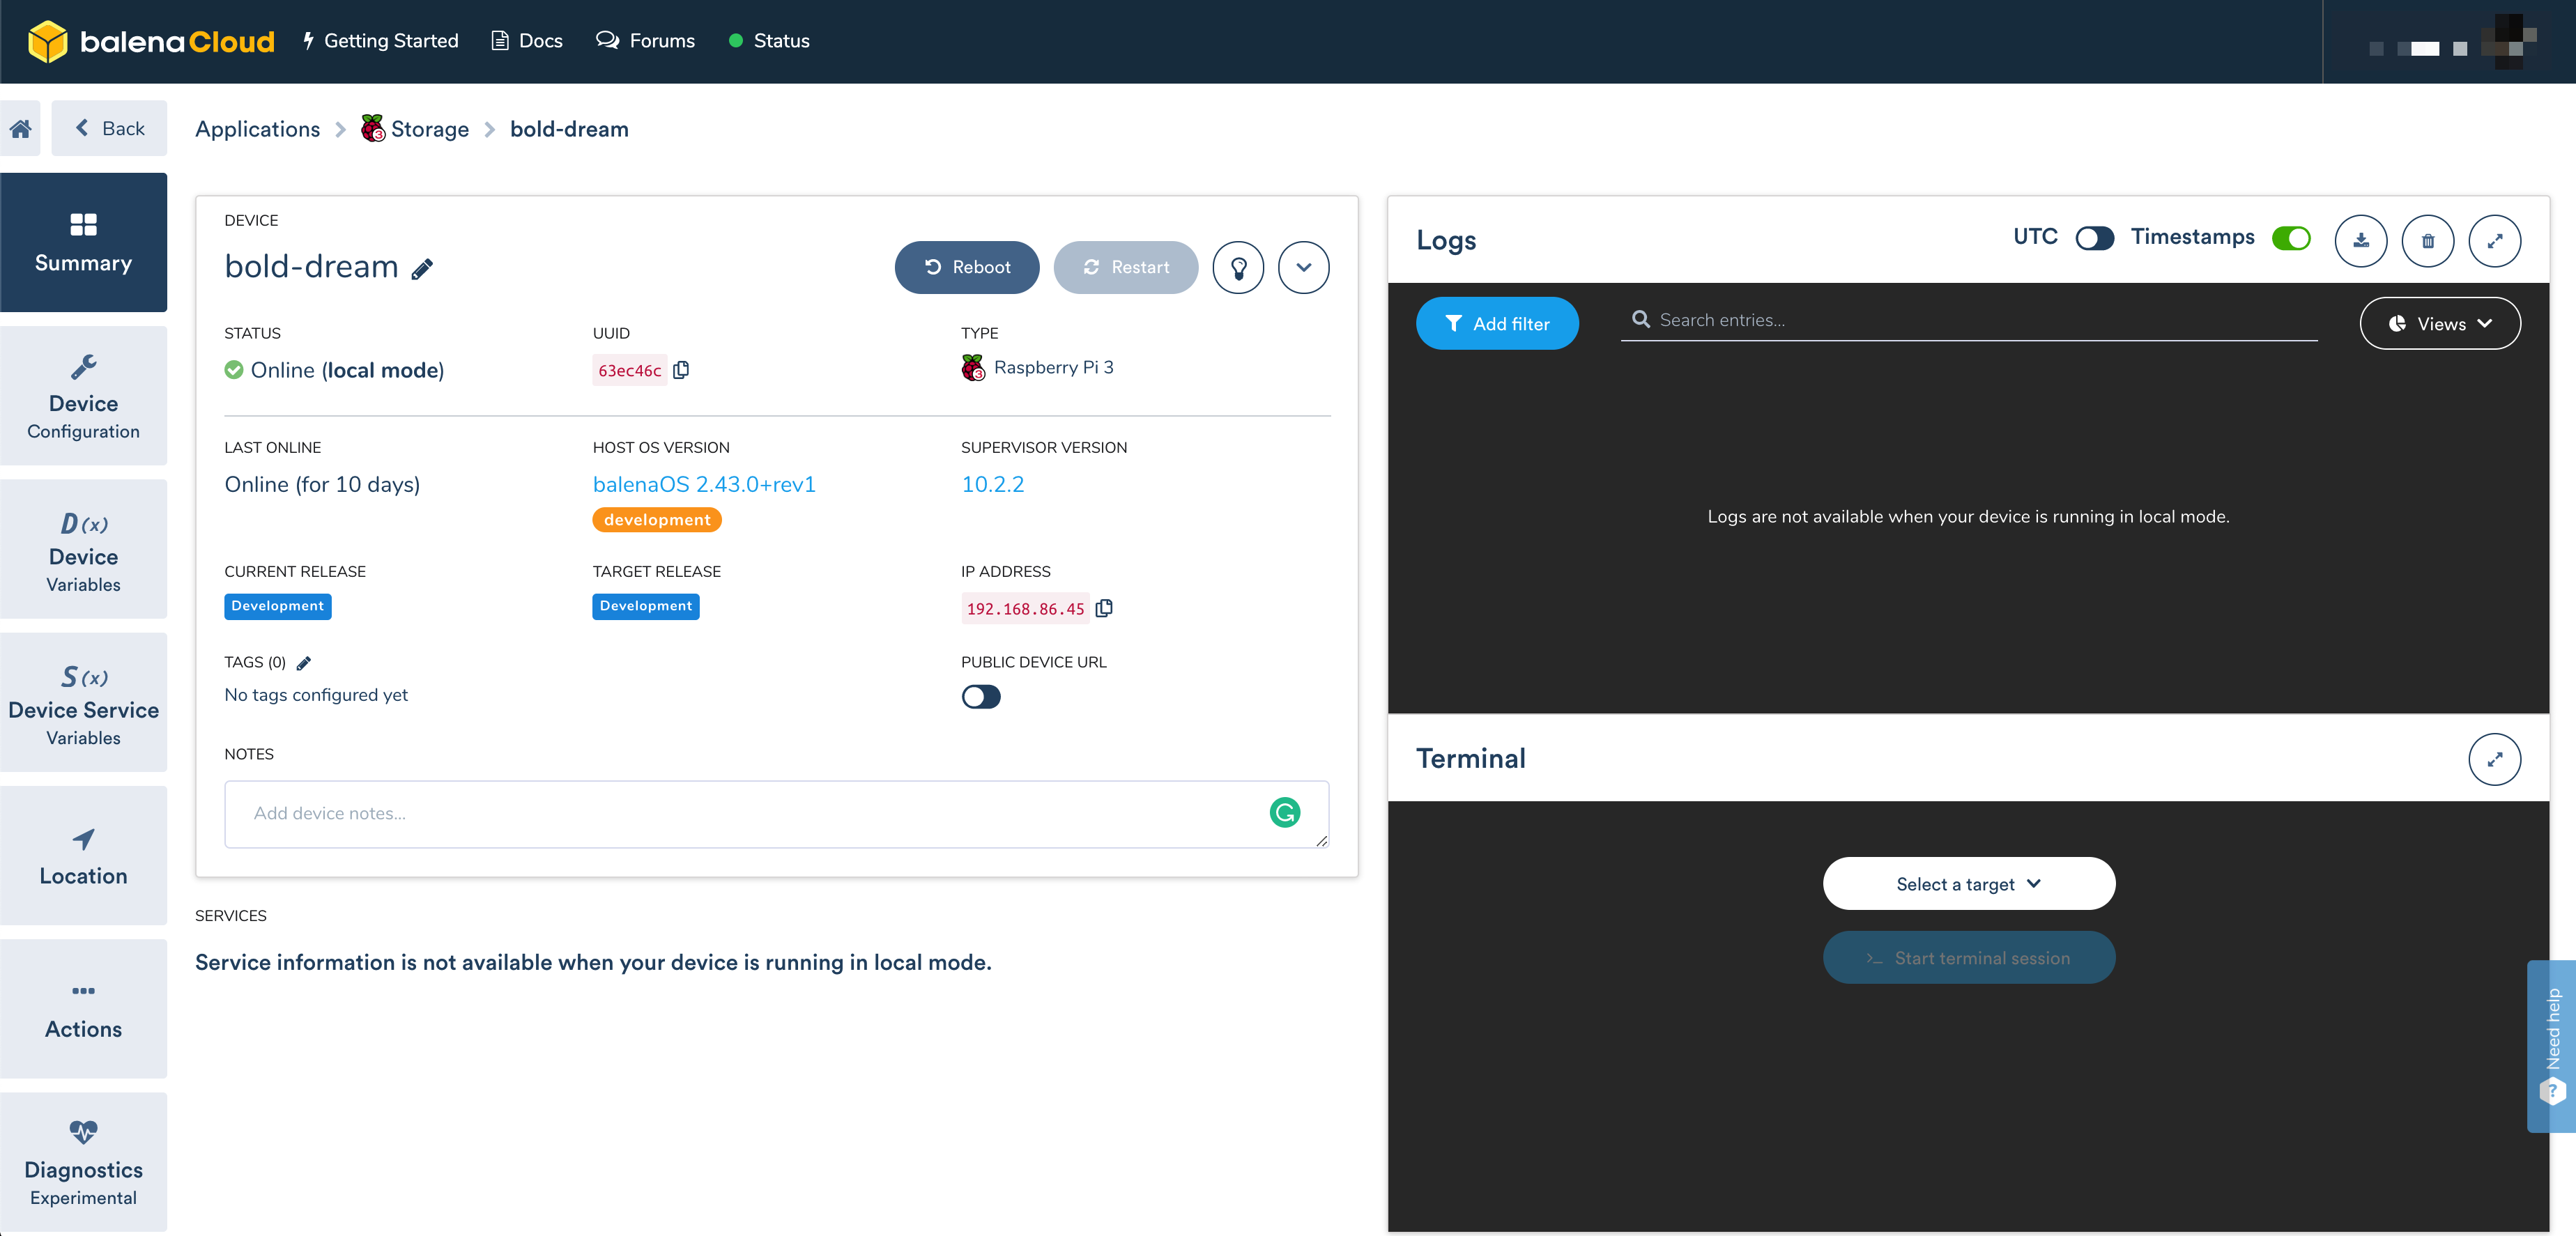 balenaCloud Getting Started Docs Forums Status
Back Applications Storage bold-dream
Summary
Device
Configuration
D(x)
Device
Variables
S(x)
Device Service
Variables
Location
Actions
Diagnostics
Experimental
DEVICE
bold-dream Reboot Restart
STATUS UUID TYPE
Online (local mode) 63ec46c Raspberry Pi 3
LAST ONLINE HOST OS VERSION SUPERVISOR VERSION
Online (for 10 days) balenaOS 2.43.0+rev1 10.2.2
development
CURRENT RELEASE TARGET RELEASE IP ADDRESS
Development Development 192.168.86.45
TAGS (0) PUBLIC DEVICE URL
No tags configured yet
NOTES
Add device notes...
SERVICES
Service information is not available when your device is running in local mode.
Logs UTC Timestamps
Add filter Search entries... Views
Logs are not available when your device is running in local mode.
Terminal
Select a target
>_ Start terminal session
Need help
?